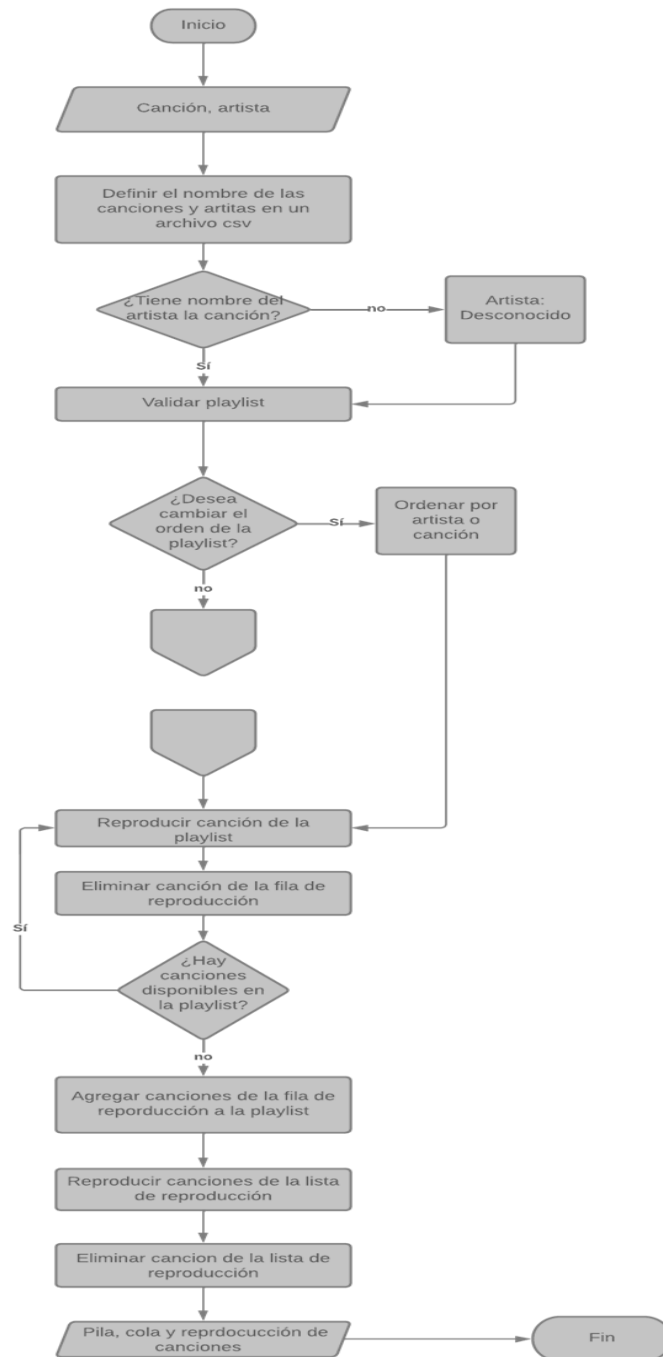 Inicio
Canción, artista
Definir el nombre de las
canciones y artitas en un
archivo csv
¿Tiene nombre del
artista la canción?
no
Artista:
Desconocido
Sí
Validar playlist
¿Desea
cambiar el
orden de la
playlist?
Sí
Ordenar por
artista o
canción
no
Reproducir canción de la
playlist
Eliminar canción de la fila de
reproducción
Sí
¿Hay
canciones
disponibles en
la playlist?
no
Agregar canciones de la fila de
reporducción a la playlist
Reproducir canciones de la lista
de reproducción
Eliminar cancion de la lista de
reproducción
Pila, cola y reprdocucción de
canciones
Fin